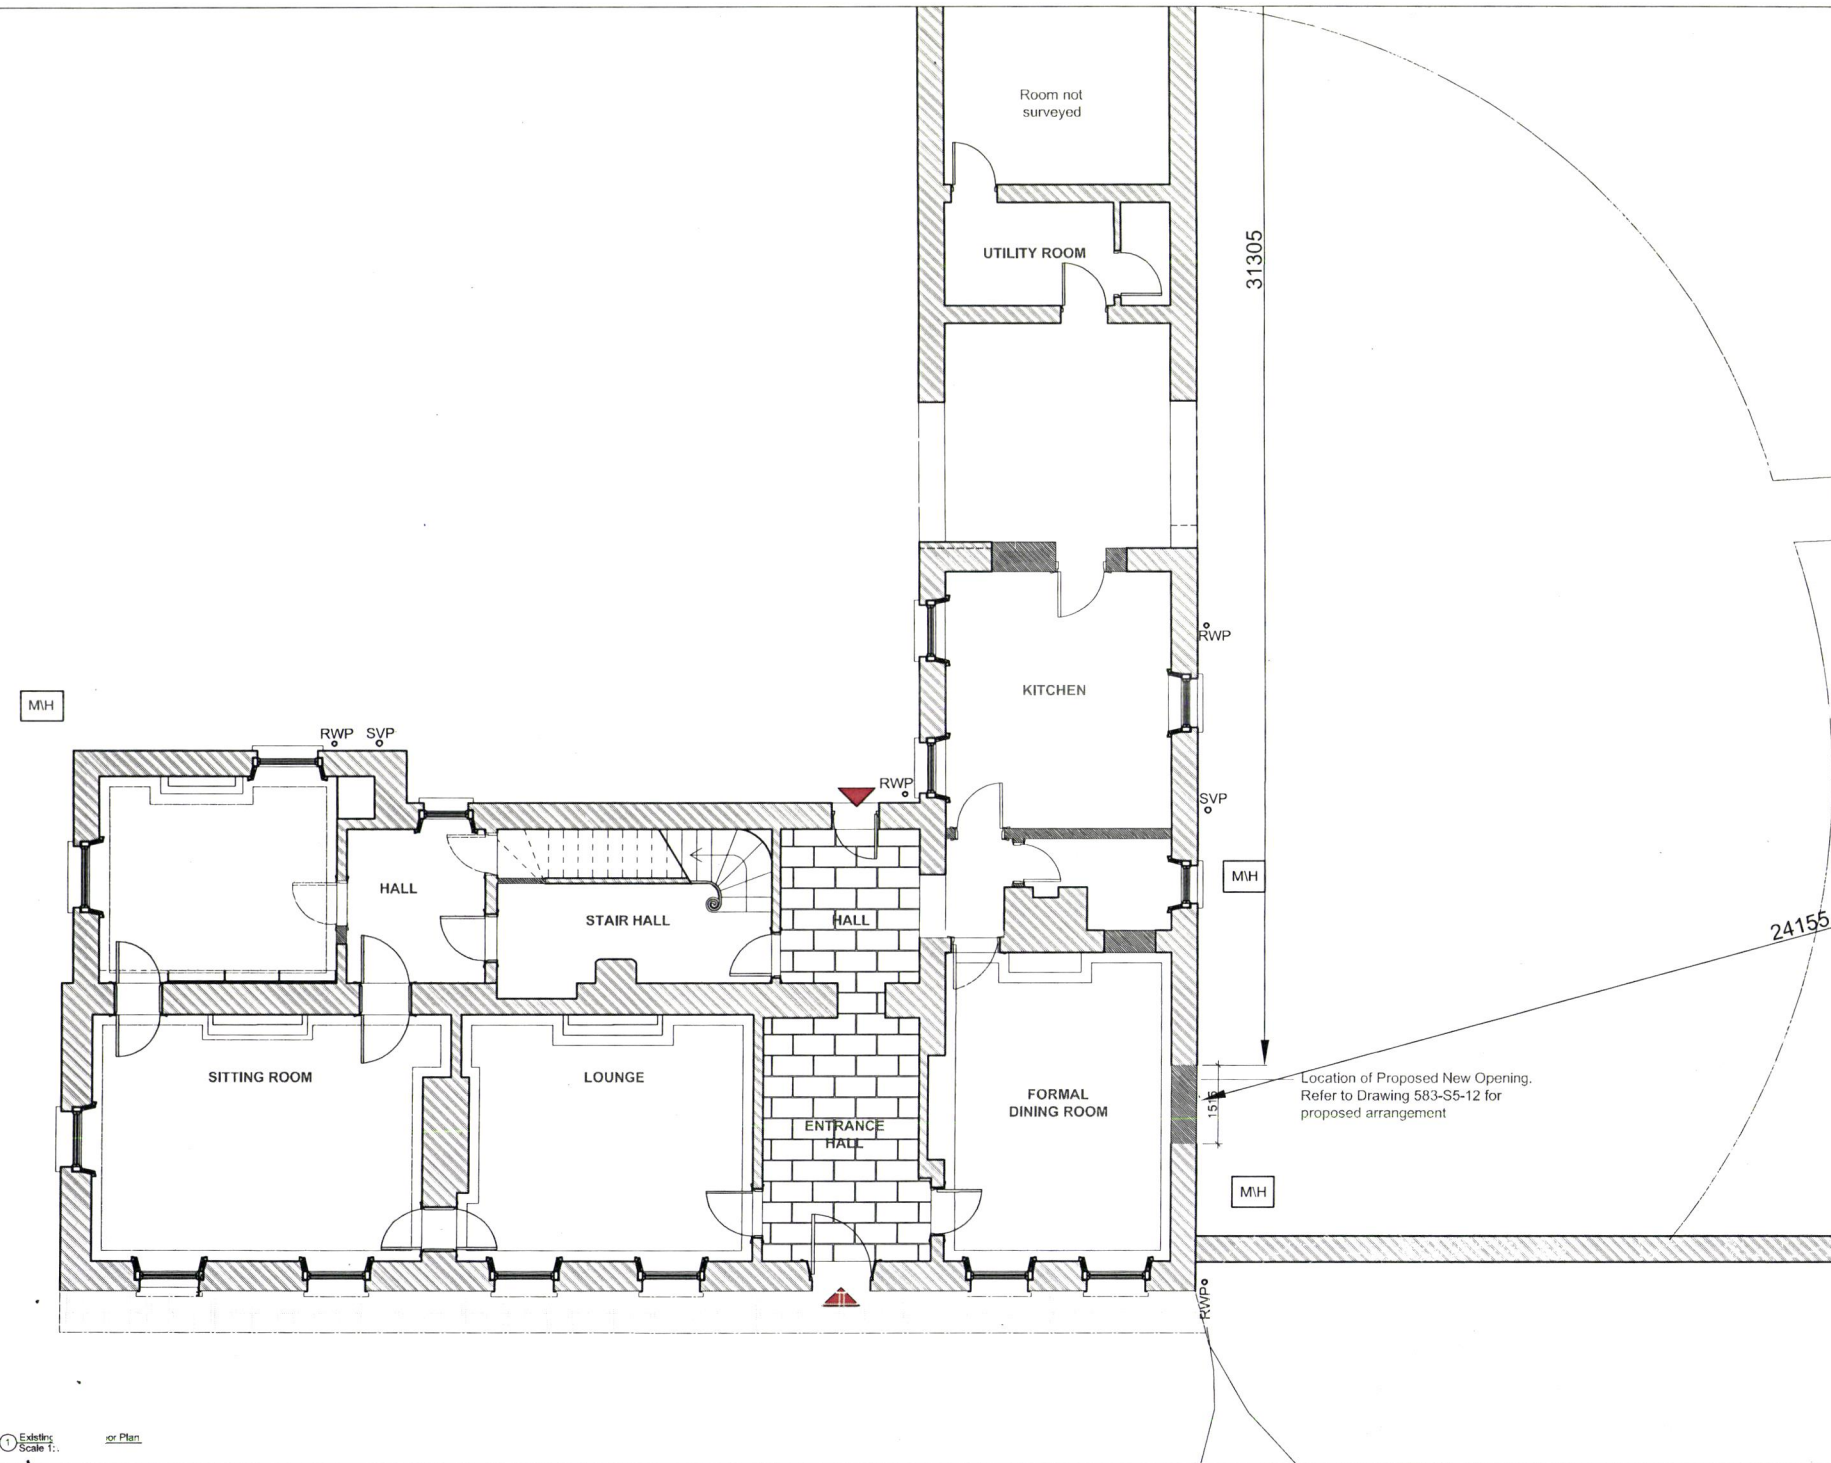 Room not
surveyed
UTILITY ROOM
31305
KITCHEN
RWP
M\H
RWP
SVP
RWP
SVP
M\H
HALL
STAIR HALL
HALL
24155
SITTING ROOM
LOUNGE
FORMAL
DINING ROOM
ENTRANCE
HALL
Location of Proposed New Opening.
Refer to Drawing 583-S5-12 for
proposed arrangement
M\H
RWP
1
Existing
Plan
Scale 1: